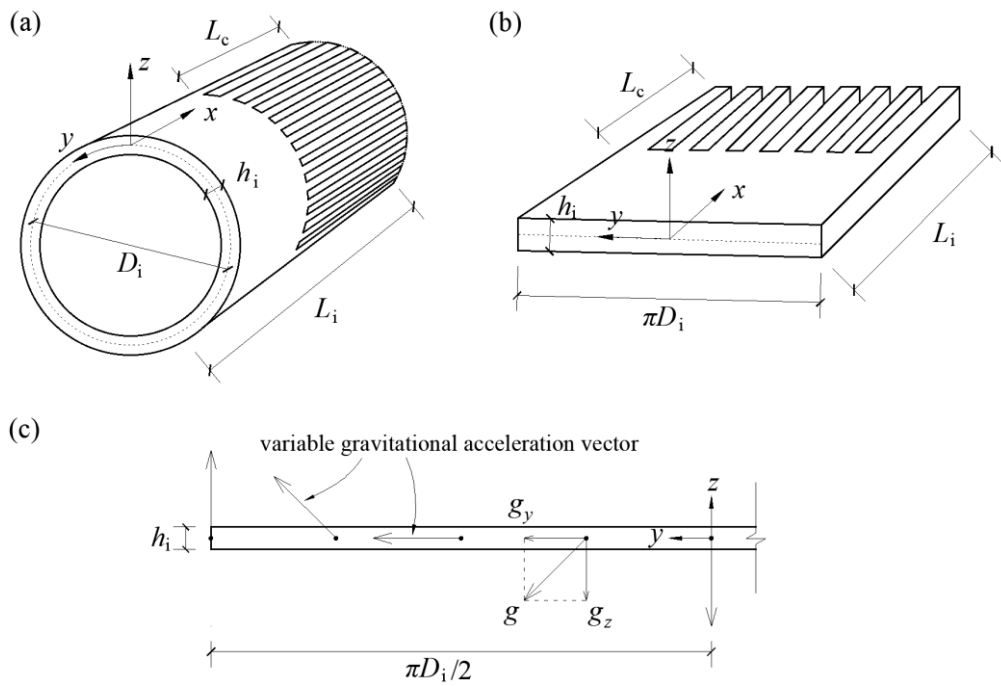 (a)
L_c
z
x
y
h_i
D_i
L_i
(b)
L_c
z
x
h_i
y
L_i
πD_i
(c)
variable gravitational acceleration vector
z
g_y
h_i
y
g
g_z
πD_i/2